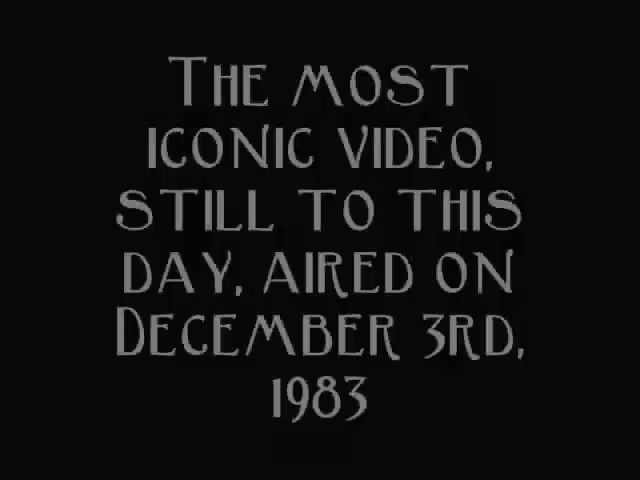 The most
iconic video,
still to this
day, aired on
December 3rd,
1983